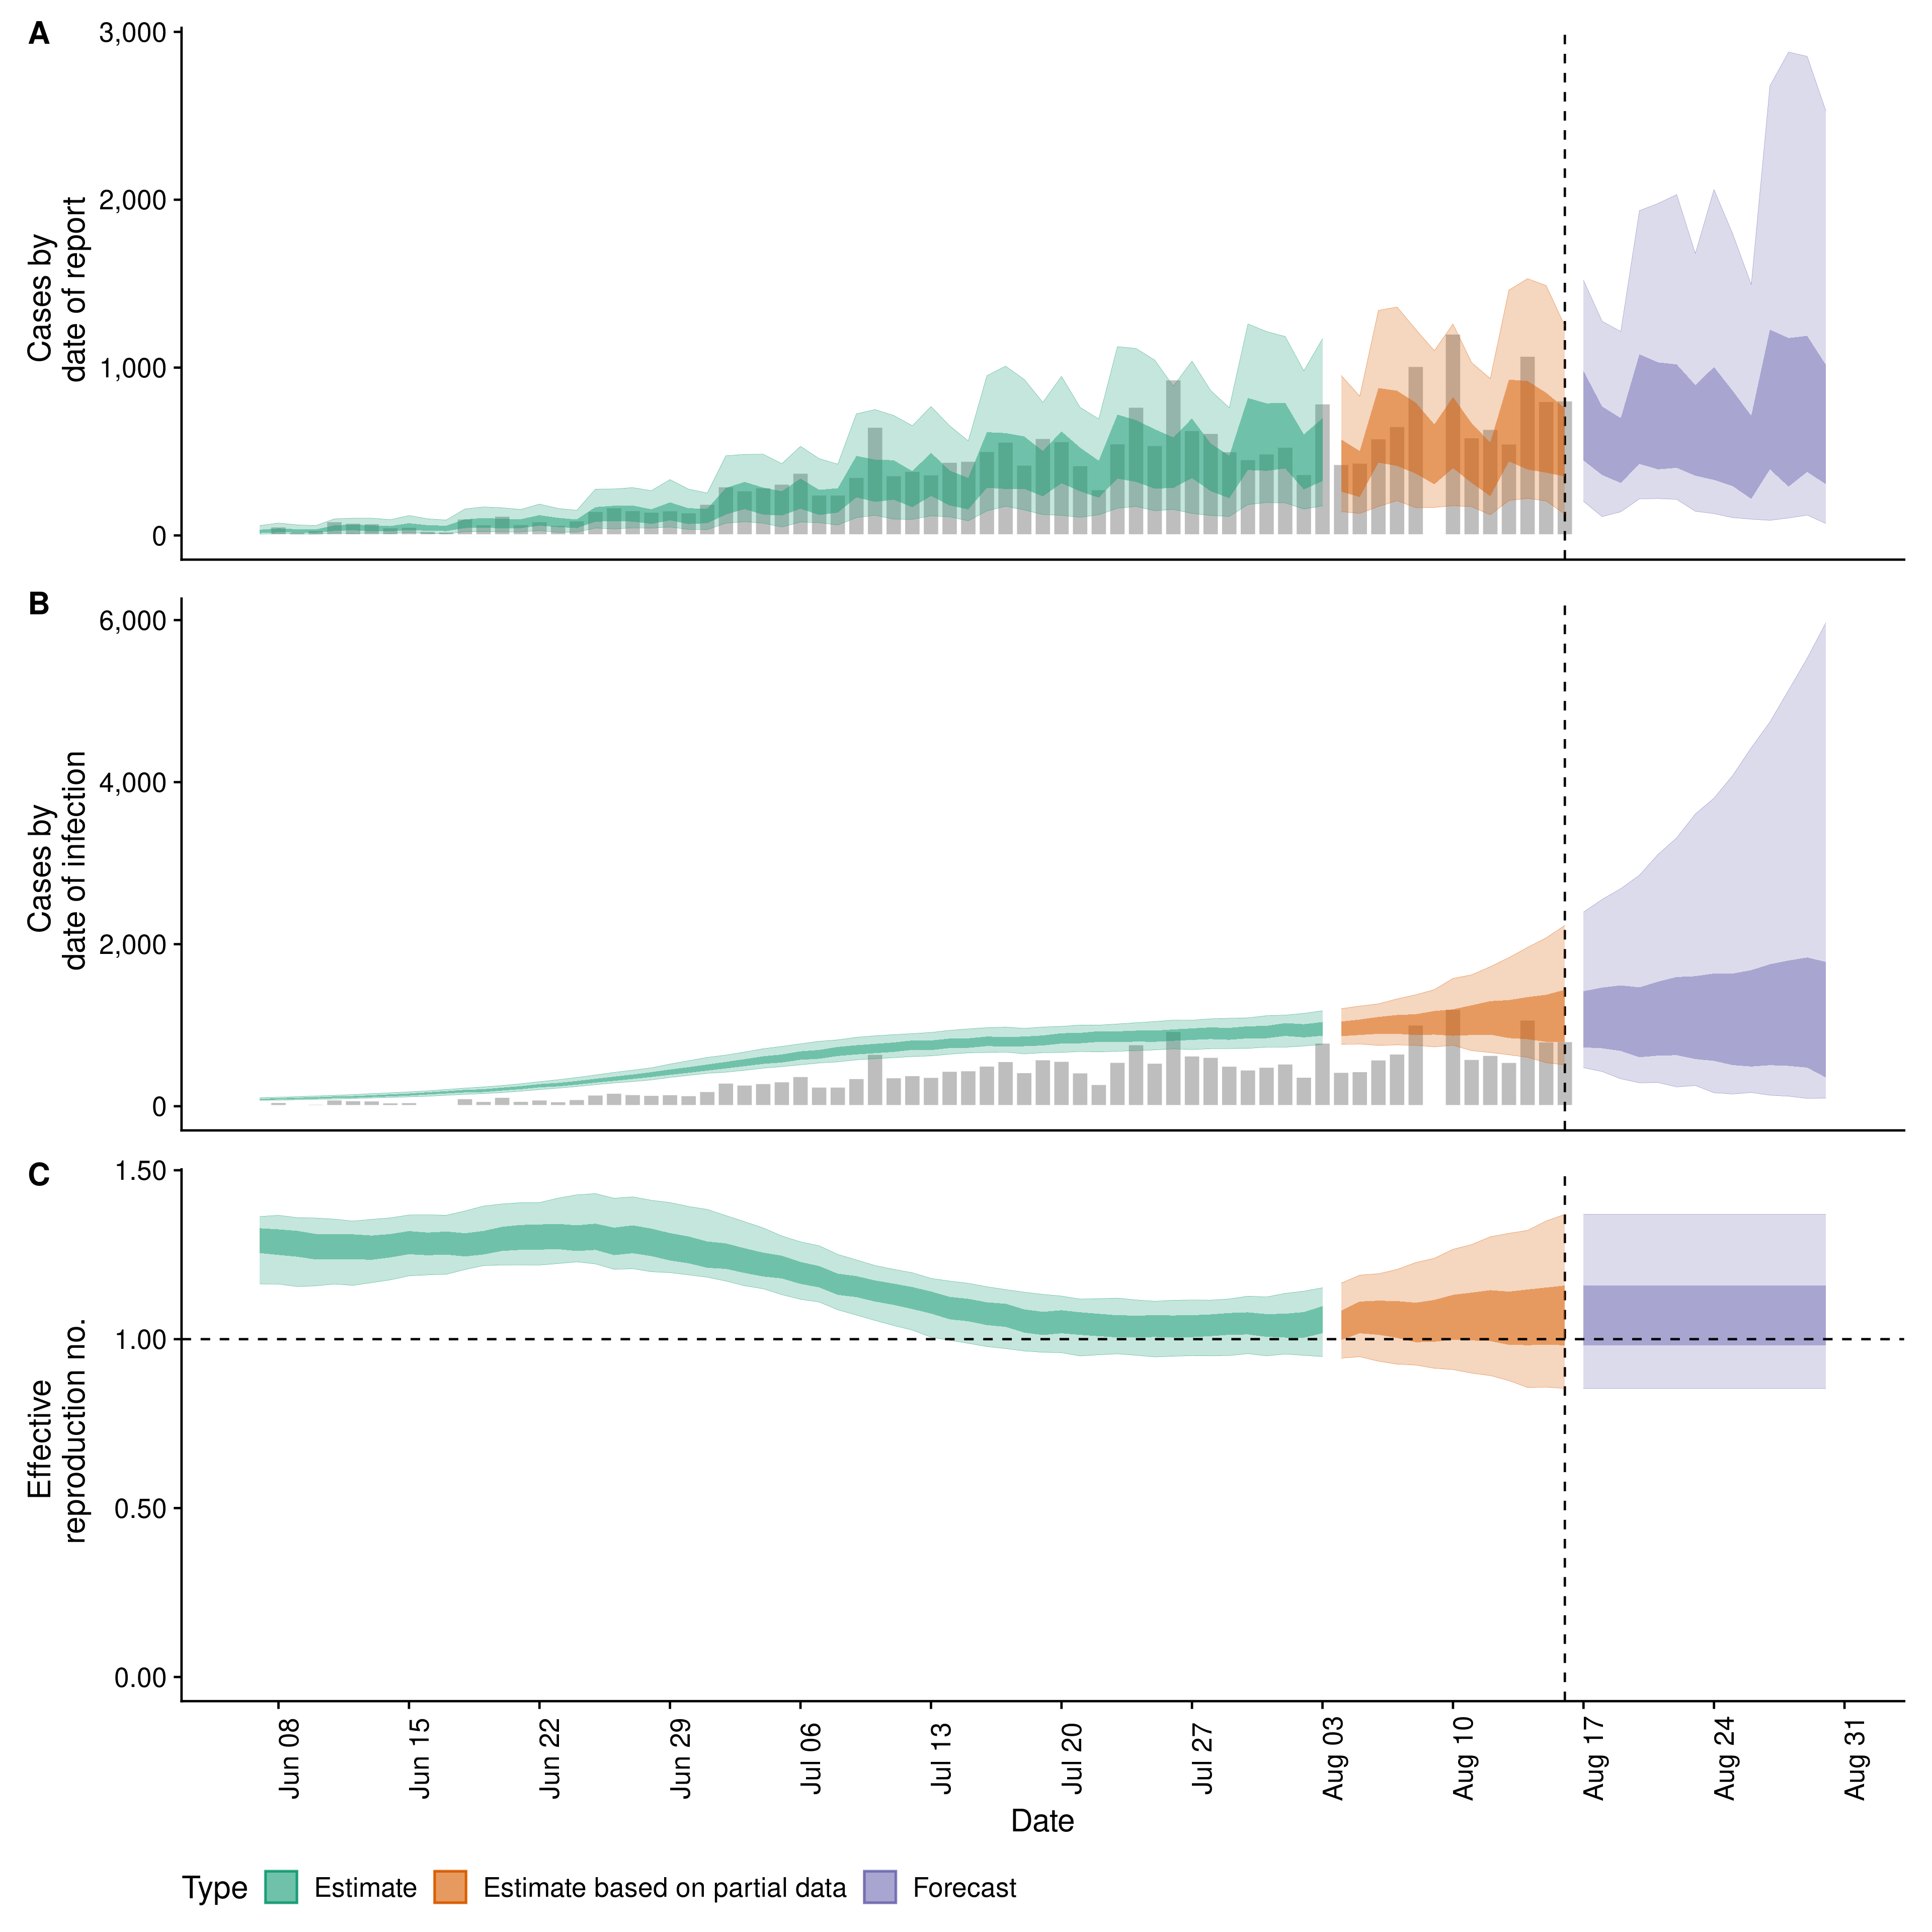 A
3,000
2,000
1,000
0
Cases by
date of report
B
6,000
4,000
2,000
0
Cases by
date of infection
C
1.50
1.00
0.50
0.00
Effective
reproduction no.
Jun 08
Jun 15
Jun 22
Jun 29
Jul 06
Jul 13
Jul 20
Jul 27
Aug 03
Aug 10
Aug 17
Aug 24
Aug 31
Date
Type Estimate Estimate based on partial data Forecast